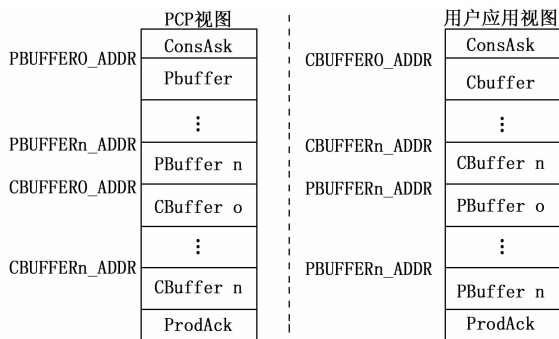 PCP视图
用户应用视图
PBUFFER0_ADDR
ConsAsk
Pbuffer
⋮
PBUFFERn_ADDR
PBuffer n
CBUFFER0_ADDR
CBuffer o
⋮
CBUFFERn_ADDR
CBuffer n
ProdAck
CBUFFER0_ADDR
ConsAsk
Cbuffer
⋮
CBUFFERn_ADDR
CBuffer n
PBUFFERn_ADDR
PBuffer o
⋮
PBUFFERn_ADDR
PBuffer n
ProdAck